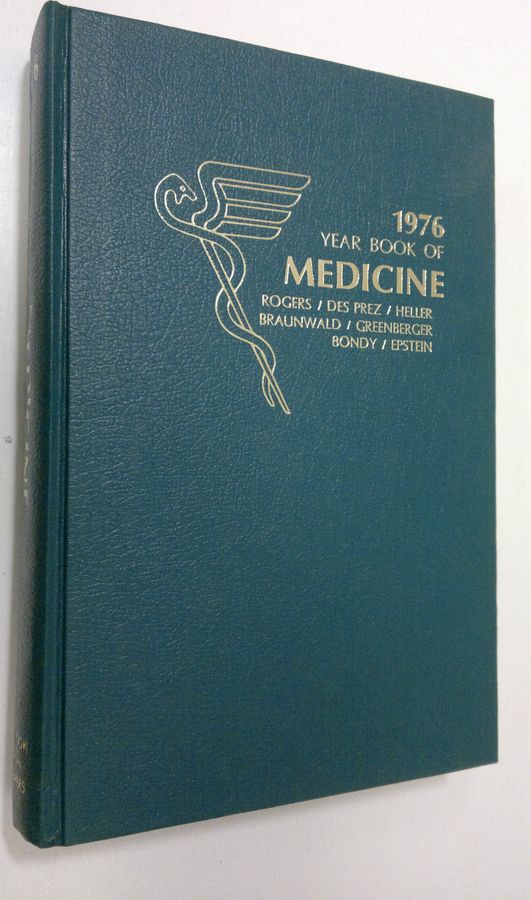 1976
YEAR BOOK OF
MEDICINE
ROGERS / DES PREZ / HELLER
BRAUNWALD / GREENBERGER
BONDY / EPSTEIN